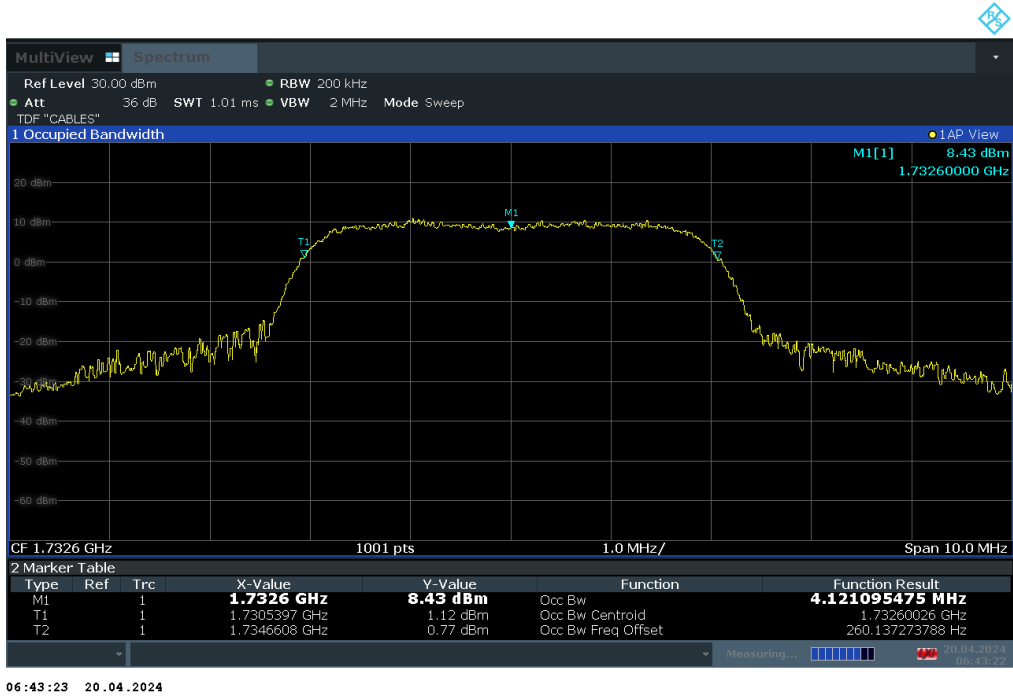 R&S
MultiView Spectrum
Ref Level 30.00 dBm RBW 200 kHz
Att 36 dB SWT 1.01 ms VBW 2 MHz Mode Sweep
TDF "CABLES"
1 Occupied Bandwidth 1AP View
M1[1] 8.43 dBm
1.73260000 GHz
20 dBm
M1
10 dBm
T1 T2
0 dBm
-10 dBm
-20 dBm
-30 dBm
-40 dBm
-50 dBm
-60 dBm
CF 1.7326 GHz 1001 pts 1.0 MHz/ Span 10.0 MHz
2 Marker Table
Type Ref Trc X-Value Y-Value Function Function Result
M1 1 1.7326 GHz 8.43 dBm Occ Bw 4.121095475 MHz
T1 1 1.7305397 GHz 1.12 dBm Occ Bw Centroid 1.73260026 GHz
T2 1 1.7346608 GHz 0.77 dBm Occ Bw Freq Offset 260.137273788 Hz
Measuring... 20.04.2024
06:43:22
06:43:23 20.04.2024